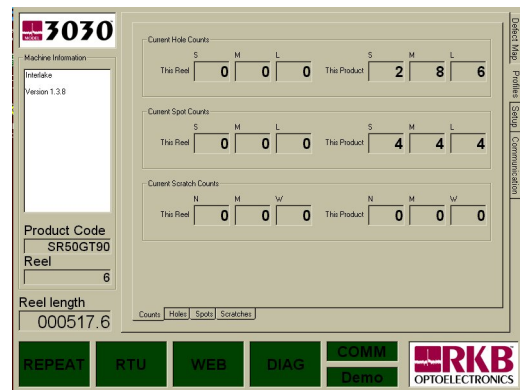 MODEL 3030
Machine Information
Interlake
Version 1.3.8
Product Code
SR50GT90
Reel
6
Reel length
000517.6
Current Hole Counts
S M L S M L
This Reel 0 0 0 This Product 2 8 6
Current Spot Counts
S M L S M L
This Reel 0 0 0 This Product 4 4 4
Current Scratch Counts
N M W N M W
This Reel 0 0 0 This Product 0 0 0
Counts Holes Spots Scratches
Defect Map Profiles Setup Communication
REPEAT RTU WEB DIAG COMM
Demo
RKB
OPTOELECTRONICS